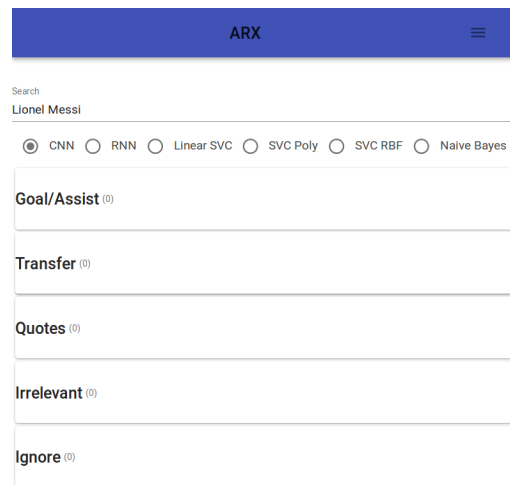 ARX
Search
Lionel Messi
CNN RNN Linear SVC SVC Poly SVC RBF Naive Bayes
Goal/Assist (0)
Transfer (0)
Quotes (0)
Irrelevant (0)
Ignore (0)